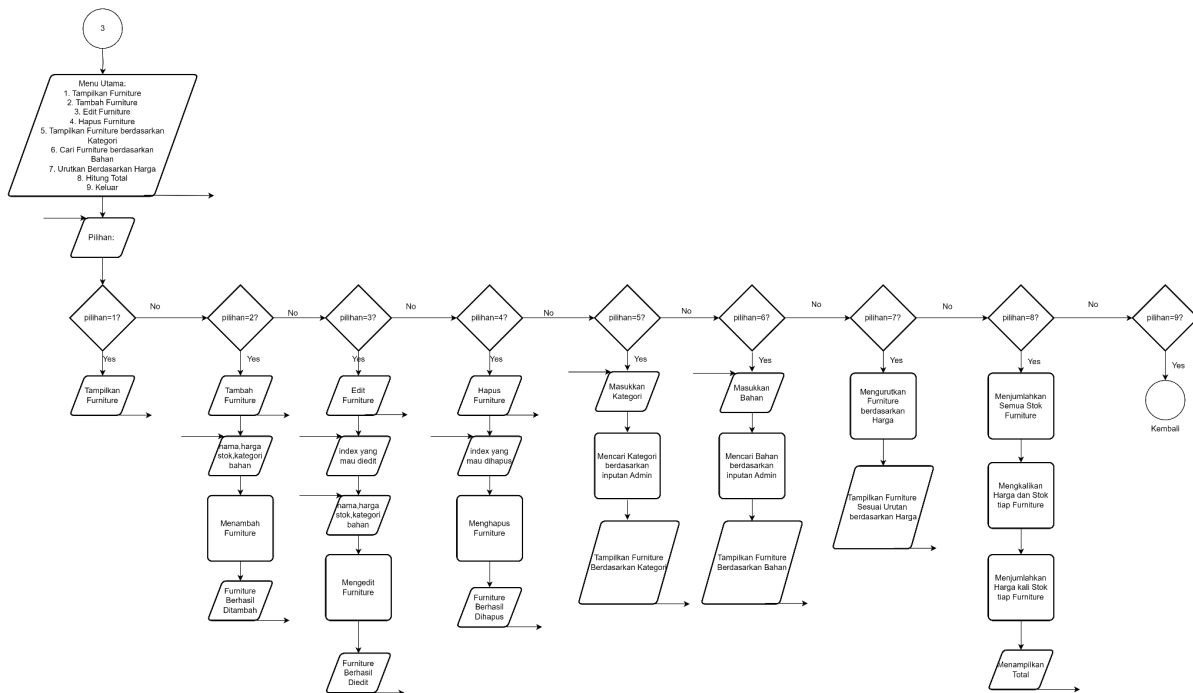 3
Menu Utama:
1. Tampilkan Furniture
2. Tambah Furniture
3. Edit Furniture
4. Hapus Furniture
5. Tampilkan Furniture berdasarkan
Kategori
6. Cari Furniture berdasarkan
Bahan
7. Urutkan Berdasarkan Harga
8. Hitung Total
9. Keluar
Pilihan:
pilihan=1?
No
pilihan=2?
No
pilihan=3?
No
pilihan=4?
No
pilihan=5?
No
pilihan=6?
No
pilihan=7?
No
pilihan=8?
No
pilihan=9?
Yes
Tampilkan
Furniture
Yes
Tambah
Furniture
nama,harga
stok,kategori
bahan
Menambah
Furniture
Furniture
Berhasil
Ditambah
Yes
Edit
Furniture
index yang
mau diedit
nama,harga
stok,kategori
bahan
Mengedit
Furniture
Furniture
Berhasil
Diedit
Yes
Hapus
Furniture
index yang
mau dihapus
Menghapus
Furniture
Furniture
Berhasil
Dihapus
Yes
Masukkan
Kategori
Mencari Kategori
berdasarkan
inputan Admin
Tampilkan Furniture
Berdasarkan Kategori
Yes
Masukkan
Bahan
Mencari Bahan
berdasarkan
inputan Admin
Tampilkan Furniture
Berdasarkan Bahan
Yes
Mengurutkan
Furniture
berdasarkan
Harga
Tampilkan Furniture
Sesuai Urutan
berdasarkan Harga
Yes
Menjumlahkan
Semua Stok
Furniture
Mengkalikan
Harga dan Stok
tiap Furniture
Menjumlahkan
Harga kali Stok
tiap Furniture
Menampilkan
Total
Yes
Kembali